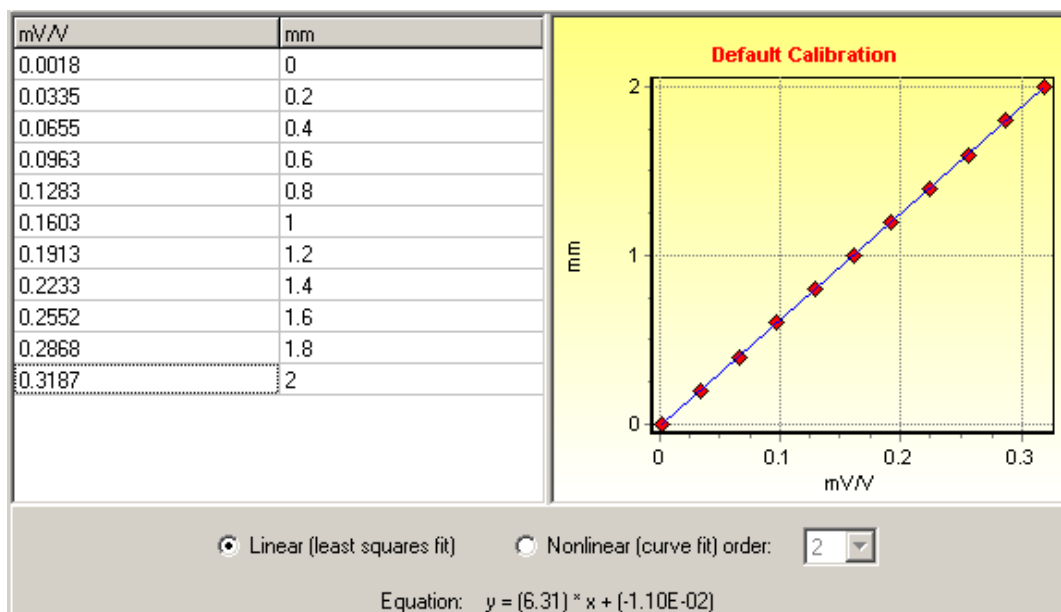 mV/V mm
0.0018 0
0.0335 0.2
0.0655 0.4
0.0963 0.6
0.1283 0.8
0.1603 1
0.1913 1.2
0.2233 1.4
0.2552 1.6
0.2868 1.8
0.3187 2
Default Calibration
2
1
0
mm
0 0.1 0.2 0.3
mV/V
Linear (least squares fit) Nonlinear (curve fit) order: 2
Equation: y = (6.31) * x + (-1.10E-02)